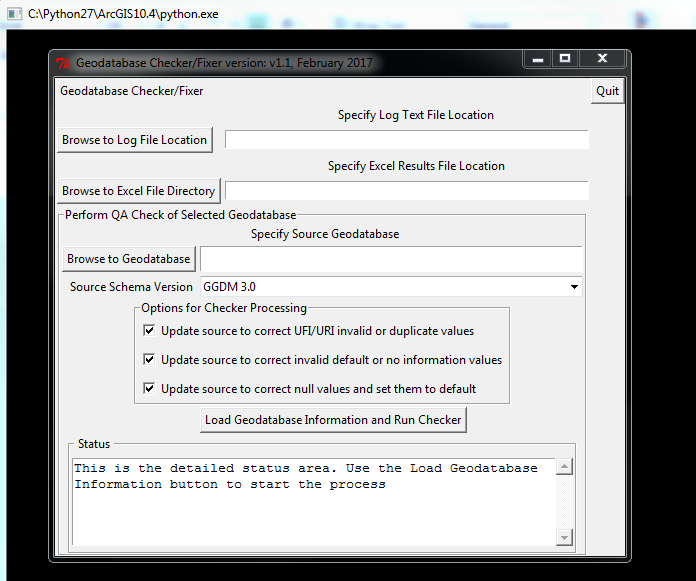 C:\Python27\ArcGIS10.4\python.exe
Geodatabase Checker/Fixer version: v1.1, February 2017
Geodatabase Checker/Fixer
Quit
Specify Log Text File Location
Browse to Log File Location
Specify Excel Results File Location
Browse to Excel File Directory
Perform QA Check of Selected Geodatabase
Specify Source Geodatabase
Browse to Geodatabase
Source Schema Version GGDM 3.0
Options for Checker Processing
Update source to correct UFI/URI invalid or duplicate values
Update source to correct invalid default or no information values
Update source to correct null values and set them to default
Load Geodatabase Information and Run Checker
Status
This is the detailed status area. Use the Load Geodatabase
Information button to start the process